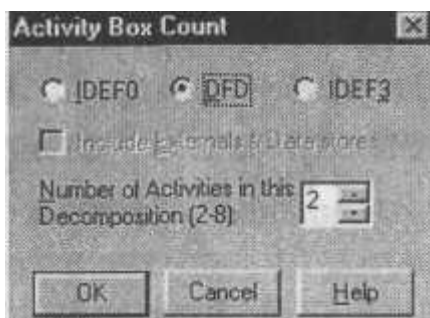 Activity Box Count
IDEF0 DFD IDEF3
Include Externals & Data stores
Number of Activities in this
Decomposition (2-8)
2
OK Cancel Help